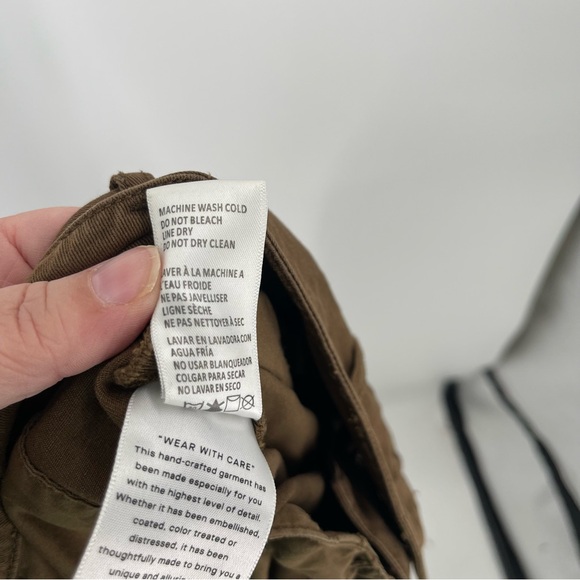 MACHINE WASH COLD
DO NOT BLEACH
LINE DRY
DO NOT DRY CLEAN
AVER À LA MACHINE A
L'EAU FROIDE
NE PAS JAVELLISER
LIGNE SÈCHE
NE PAS NETTOYER À SEC
LAVAR EN LAVADORA CON
AGUA FRÍA
NO USAR BLANQUEADOR
COLGAR PARA SECAR
NO LAVAR EN SECO
"WEAR WITH CARE"
This hand-crafted garment has
been made especially for you
with the highest level of detail.
Whether it has been embellished,
coated, color treated or
distressed, it has been
thoughtfully made to bring you a
unique and